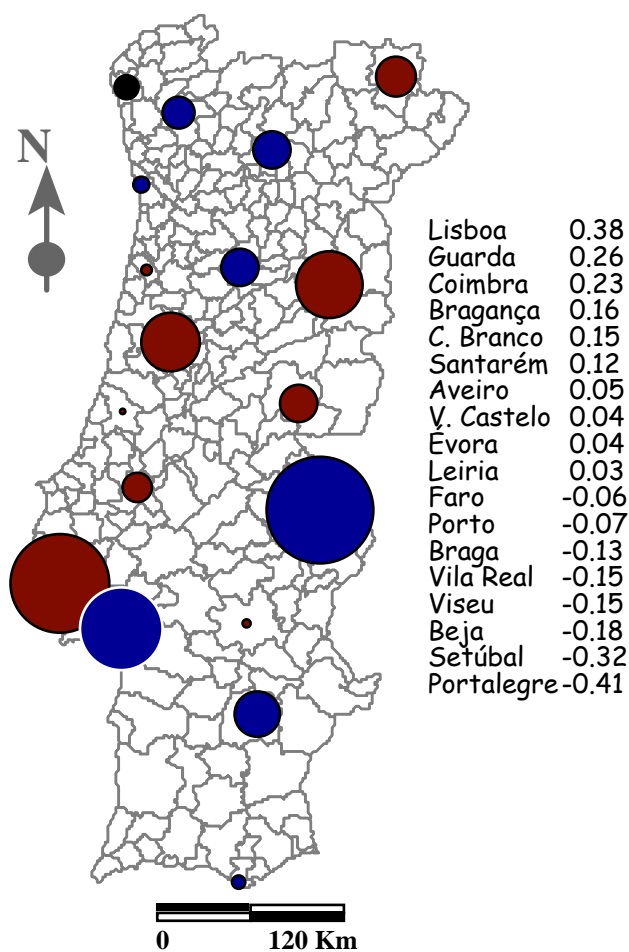 N
Lisboa 0.38
Guarda 0.26
Coimbra 0.23
Bragança 0.16
C. Branco 0.15
Santarém 0.12
Aveiro 0.05
V. Castelo 0.04
Évora 0.04
Leiria 0.03
Faro -0.06
Porto -0.07
Braga -0.13
Vila Real -0.15
Viseu -0.15
Beja -0.18
Setúbal -0.32
Portalegre -0.41
0 120 Km